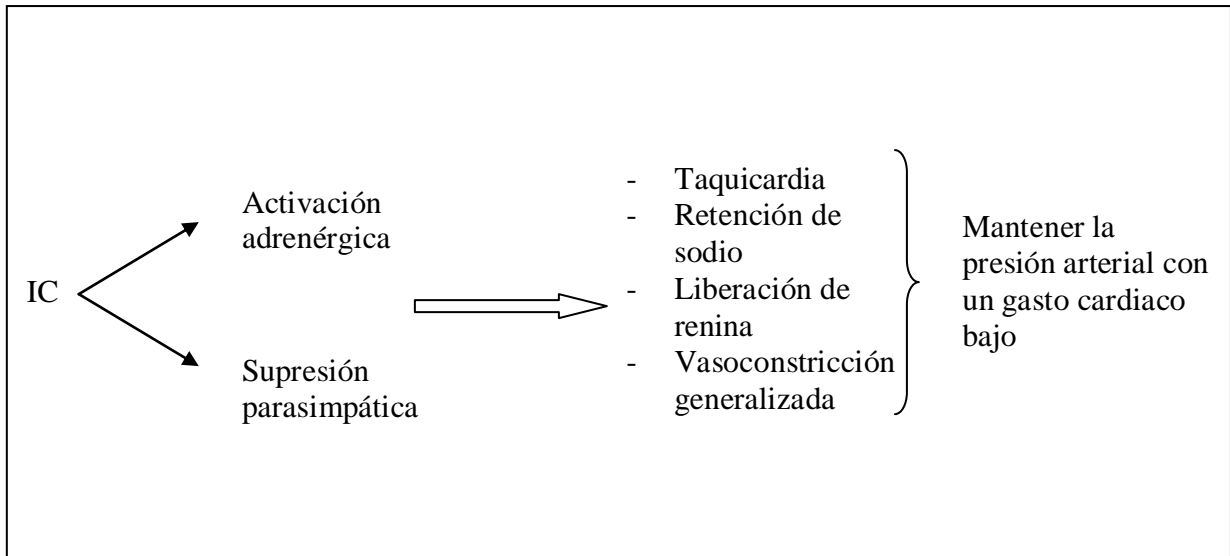 IC
Activación
adrenérgica
Supresión
parasimpática
- Taquicardia
- Retención de
sodio
- Liberación de
renina
- Vasoconstricción
generalizada
Mantener la
presión arterial con
un gasto cardiaco
bajo